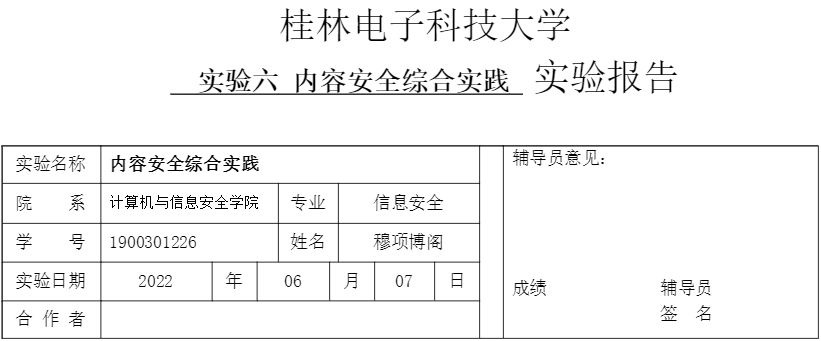 桂林电子科技大学
实验六 内容安全综合实践 实验报告
实验名称 内容安全综合实践
院 系 计算机与信息安全学院 专业 信息安全
学 号 1900301226 姓名 穆项博阁
实验日期 2022 年 06 月 07 日
合 作 者
辅导员意见：
成绩 辅导员
签 名